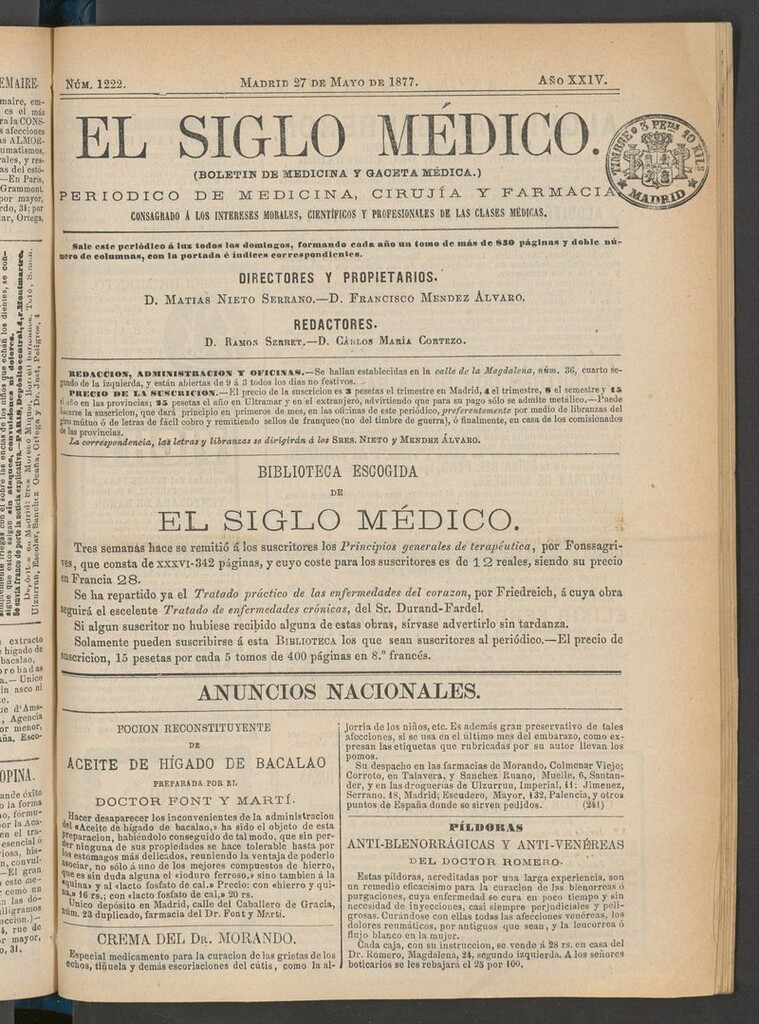 NÚM. 1222. MADRID 27 DE MAYO DE 1877. AÑO XXIV.
EL SIGLO MÉDICO.
(BOLETIN DE MEDICINA Y GACETA MÉDICA.)
PERIODICO DE MEDICINA, CIRUJÍA Y FARMACIA
CONSAGRADO Á LOS INTERESES MORALES, CIENTÍFICOS Y PROFESIONALES DE LAS CLASES MÉDICAS.
TIMBRE DE 3 PETS 10 KILS
MADRID
Sale este periódico á luz todos los domingos, formando cada año un tomo de más de 830 páginas y doble nú-
mero de columnas, con la portada é índices correspondientes.
DIRECTORES Y PROPIETARIOS.
D. MATIAS NIETO SERRANO.—D. FRANCISCO MENDEZ ÁLVARO.
REDACTORES.
D. RAMON SERRET.—D. CÁRLOS MARÍA CORTEZO.
REDACCION, ADMINISTRACION Y OFICINAS.—Se hallan establecidas en la calle de la Magdalena, núm. 36, cuarto se-
gundo de la izquierda, y están abiertas de 9 á 3 todos los dias no festivos.
PRECIO DE LA SUSCRICION.—El precio de la suscricion es 3 pesetas el trimestre en Madrid, 4 el trimestre, 8 el semestre y 15
el año en las provincias; 25 pesetas el año en Ultramar y en el extranjero, advirtiendo que para su pago sólo se admite metálico.—Puede
hacerse la suscricion, que dará principio en primeros de mes, en las oficinas de este periódico, preferentemente por medio de libranzas del
giro mútuo ó de letras de fácil cobro y remitiendo sellos de franqueo (no del timbre de guerra), ó finalmente, en casa de los comisionados
de las provincias.
La correspondencia, las letras y libranzas se dirigirán á los SRES. NIETO y MENDEZ ÁLVARO.
BIBLIOTECA ESCOGIDA
DE
EL SIGLO MÉDICO.
Tres semanas hace se remitió á los suscritores los Principios generales de terapéutica, por Fonssagri-
ves, que consta de XXXVI-342 páginas, y cuyo coste para los suscritores es de 12 reales, siendo su precio
en Francia 28.
Se ha repartido ya el Tratado práctico de las enfermedades del corazon, por Friedreich, á cuya obra
seguirá el escelente Tratado de enfermedades crónicas, del Sr. Durand-Fardel.
Si algun suscritor no hubiese recibido alguna de estas obras, sírvase advertirlo sin tardanza.
Solamente pueden suscribirse á esta BIBLIOTECA los que sean suscritores al periódico.—El precio de
suscricion, 15 pesetas por cada 5 tomos de 400 páginas en 8.º francés.
ANUNCIOS NACIONALES.
POCION RECONSTITUYENTE
DE
ACEITE DE HÍGADO DE BACALAO
PREPARADA POR EL
DOCTOR FONT Y MARTÍ.
Hacer desaparecer los inconvenientes de la administracion
del «Aceite de hígado de bacalao,» ha sido el objeto de esta
preparacion, habiéndolo conseguido de tal modo, que sin per-
der ninguna de sus propiedades se hace tolerable hasta por
los estómagos más delicados, reuniendo la ventaja de poderlo
asociar, no sólo á uno de los mejores compuestos de hierro,
que es sin duda alguna el «ioduro ferroso,» sino tambien á la
«quina» y al «lacto fosfato de cal.» Precio: con «hierro y qui-
na,» 16 rs.; con «lacto fosfato de cal,» 20 rs.
Unico depósito en Madrid, calle del Caballero de Gracia,
núm. 23 duplicado, farmacia del Dr. Font y Martí.
CREMA DEL DR. MORANDO.
Especial medicamento para la curacion de las grietas de los
pechos, tiñuela y demás escoriaciones del cútis, como la al-
jorria de los niños, etc. Es además gran preservativo de tales
afecciones, si se usa en el último mes del embarazo, como ex-
presan las etiquetas que rubricadas por su autor llevan los
pomos.
Su despacho en las farmacias de Morando, Colmenar Viejo;
Corroto, en Talavera, y Sanchez Ruano, Muelle, 6, Santan-
der, y en las droguerías de Ulzurrun, Imperial, 11; Jimenez,
Serrano, 18, Madrid; Escudero, Mayor, 132, Palencia, y otros
puntos de España donde se sirven pedidos. (241)
PÍLDORAS
ANTI-BLENORRÁGICAS Y ANTI-VENÉREAS
DEL DOCTOR ROMERO.
Estas píldoras, acreditadas por una larga experiencia, son
un remedio eficacísimo para la curacion de las blenorreas ó
purgaciones, cuya enfermedad se cura en poco tiempo y sin
necesidad de inyecciones, casi siempre perjudiciales y peli-
grosas. Curándose con ellas todas las afecciones venéreas, los
dolores reumáticos, por antiguos que sean, y la leucorrea ó
flujo blanco en la mujer.
Cada caja, con su instruccion, se vende á 28 rs. en casa del
Dr. Romero, Magdalena, 24, segundo izquierda. A los señores
boticarios se les rebajará el 25 por 100.